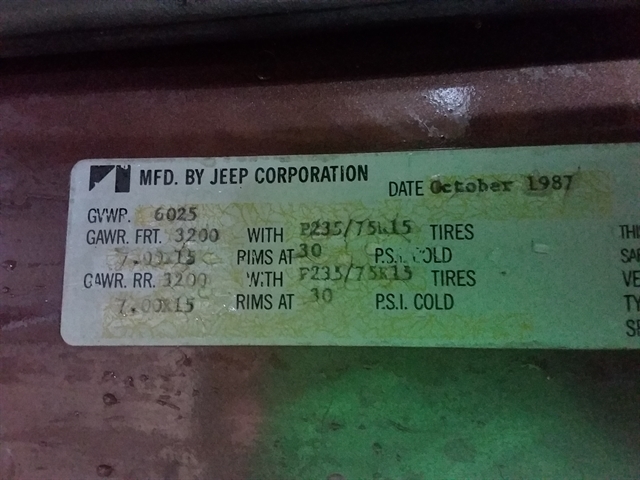 MFD. BY JEEP CORPORATION
DATE October 1987
GVWR. 6025
GAWR. FRT. 3200 WITH P235/75R15 TIRES
7.00X15 RIMS AT 30 P.S.I. COLD
GAWR. RR. 3200 WITH P235/75R15 TIRES
7.00X15 RIMS AT 30 P.S.I. COLD